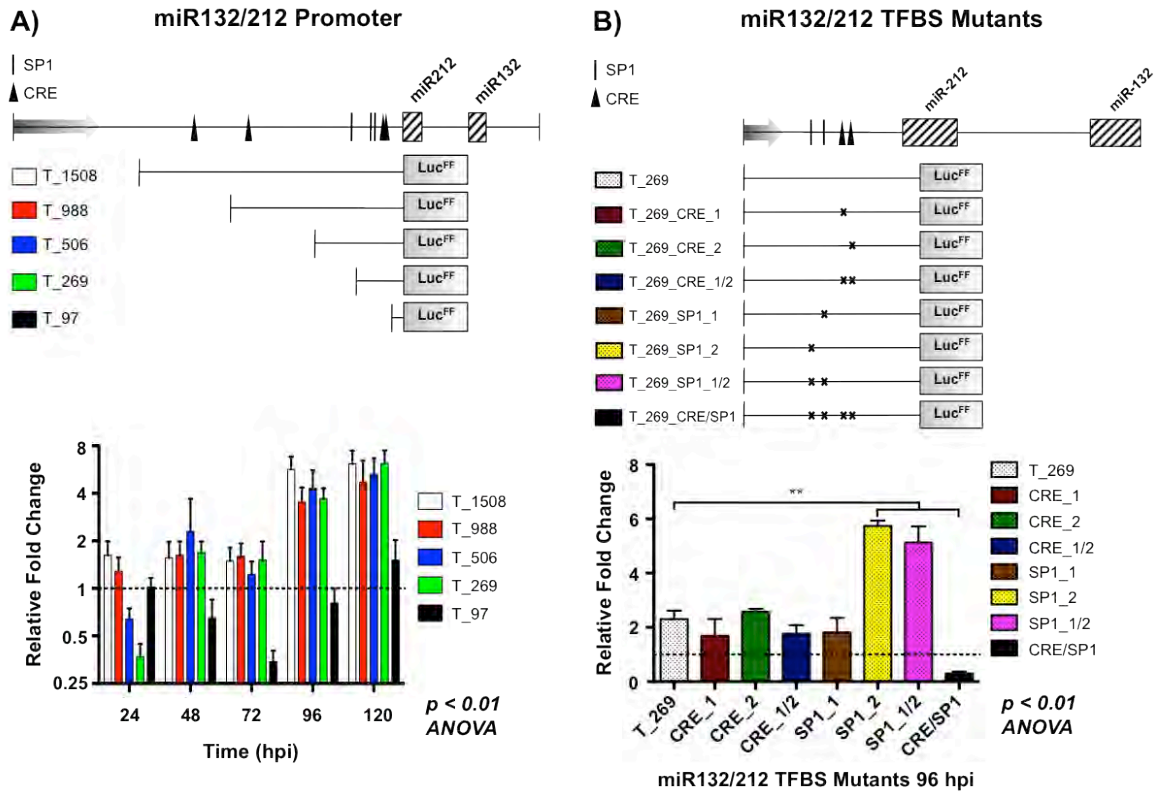 A) miR132/212 Promoter
SP1
CRE
miR212
miR132
T_1508
Luc^FF
T_988
Luc^FF
T_506
Luc^FF
T_269
Luc^FF
T_97
Luc^FF
Relative Fold Change
8
4
2
1
0.5
0.25
24 48 72 96 120
Time (hpi)
T_1508
T_988
T_506
T_269
T_97
p < 0.01
ANOVA
B) miR132/212 TFBS Mutants
SP1
CRE
miR-212
miR-132
T_269
Luc^FF
T_269_CRE_1
Luc^FF
T_269_CRE_2
Luc^FF
T_269_CRE_1/2
Luc^FF
T_269_SP1_1
Luc^FF
T_269_SP1_2
Luc^FF
T_269_SP1_1/2
Luc^FF
T_269_CRE/SP1
Luc^FF
Relative Fold Change
8
6
4
2
0
**
T_269 CRE_1 CRE_2 CRE_1/2 SP1_1 SP1_2 SP1_1/2 CRE/SP1
miR132/212 TFBS Mutants 96 hpi
T_269
CRE_1
CRE_2
CRE_1/2
SP1_1
SP1_2
SP1_1/2
CRE/SP1
p < 0.01
ANOVA